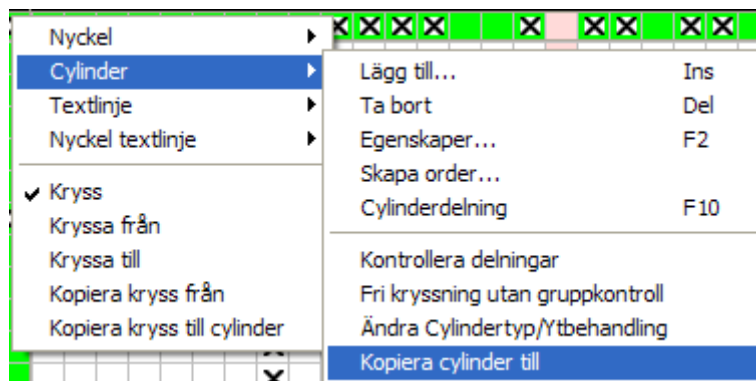 Nyckel
Cylinder
Textlinje
Nyckel textlinje
Kryss
Kryssa från
Kryssa till
Kopiera kryss från
Kopiera kryss till cylinder
Lägg till... Ins
Ta bort Del
Egenskaper... F2
Skapa order...
Cylinderdelning F10
Kontrollera delningar
Fri kryssning utan gruppkontroll
Ändra Cylindertyp/Ytbehandling
Kopiera cylinder till